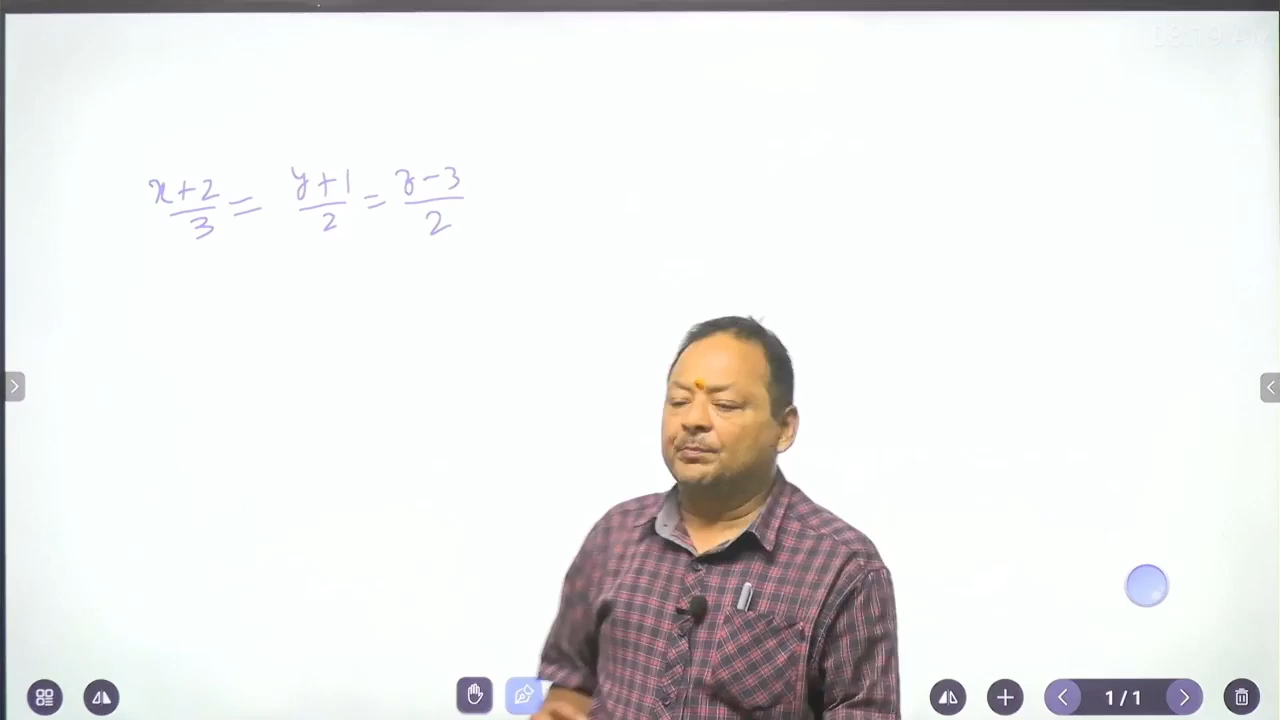 x+2/3 = y+1/2 = z-3/2
1/1